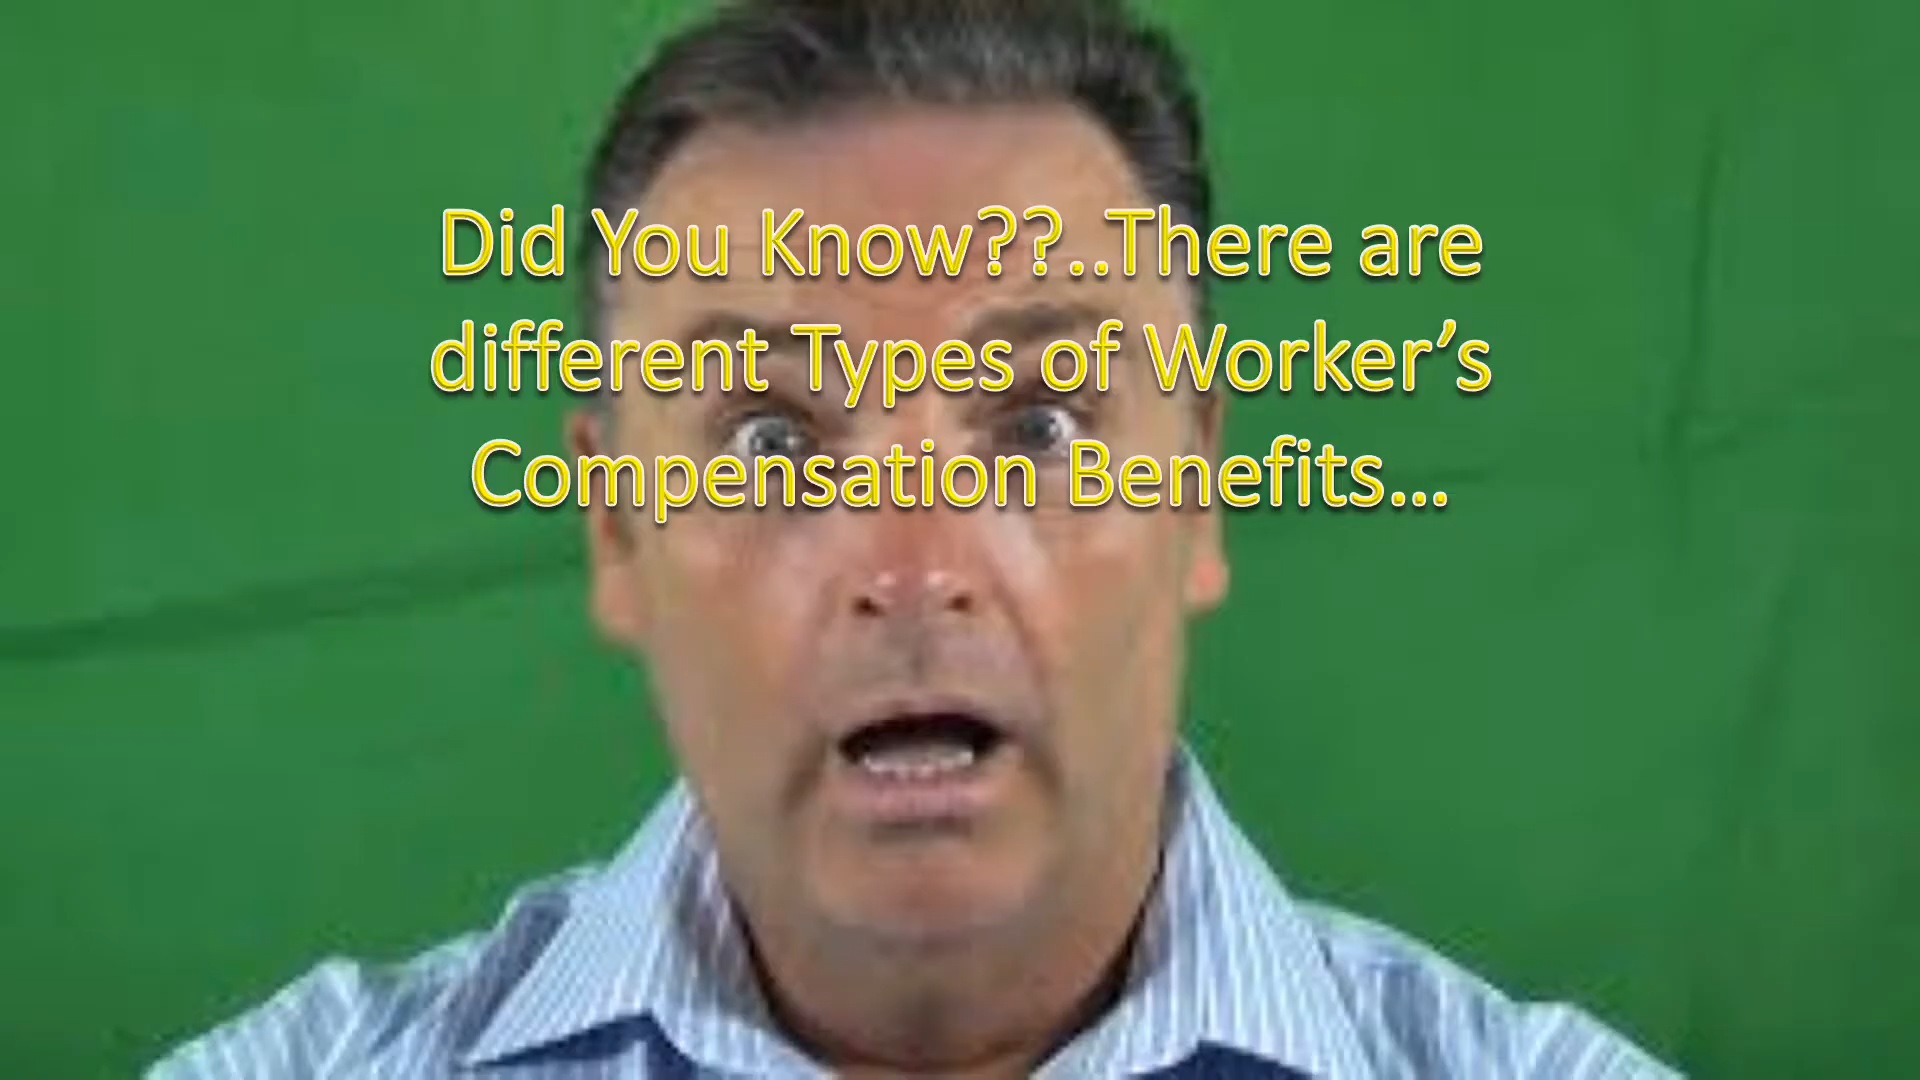 Did You Know??..There are
different Types of Worker’s
Compensation Benefits…